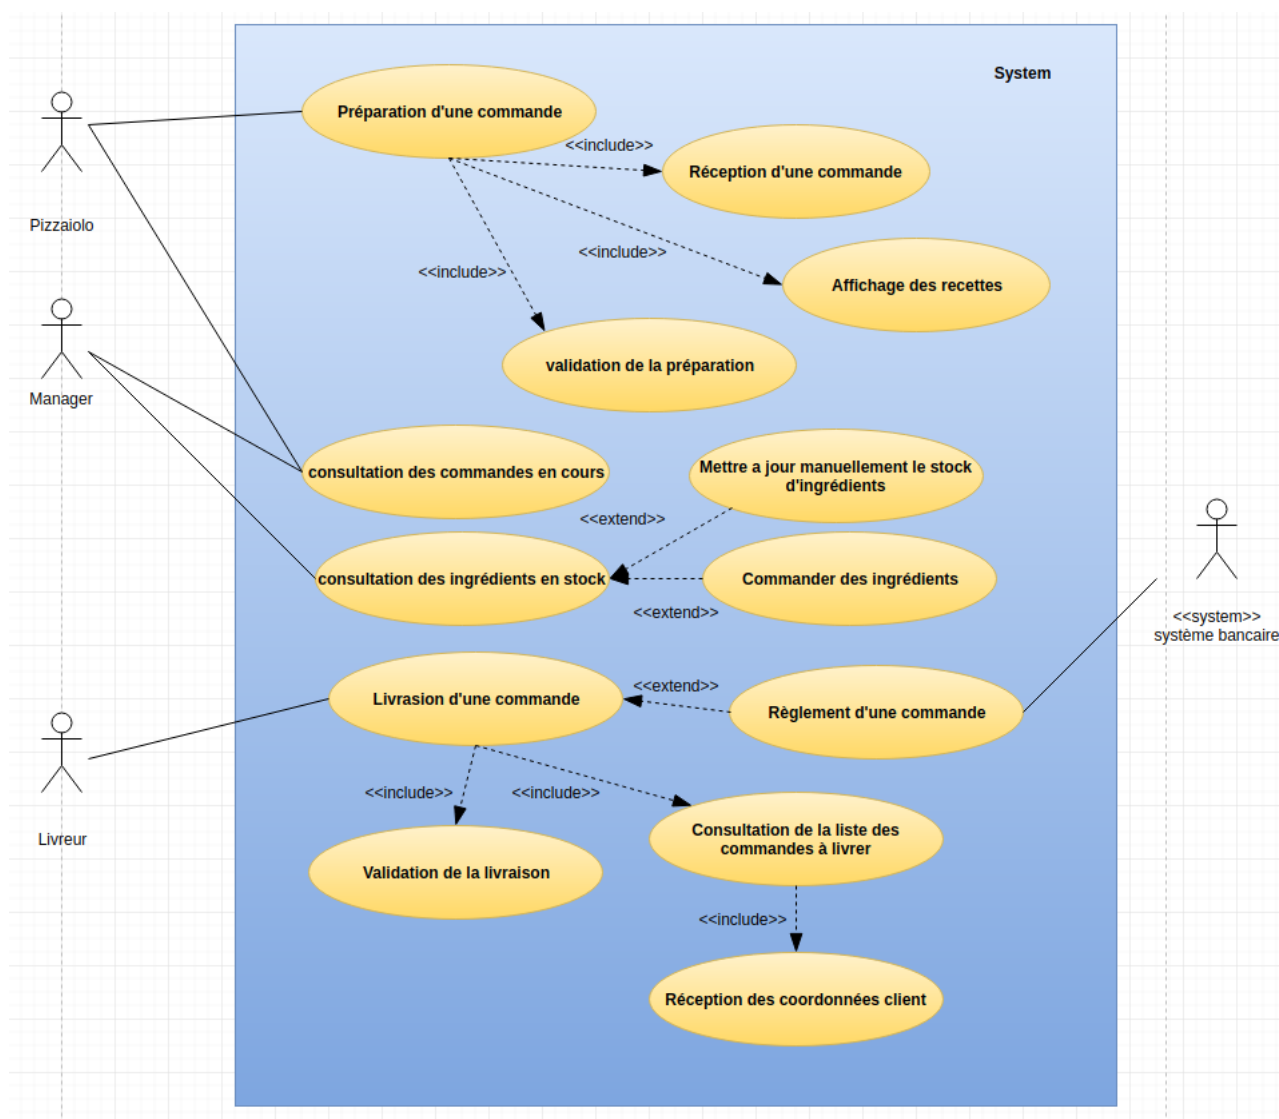 System
Préparation d'une commande
<<include>>
Réception d'une commande
Pizzaiolo
<<include>>
<<include>>
Affichage des recettes
validation de la préparation
Manager
consultation des commandes en cours
Mettre a jour manuellement le stock
d'ingrédients
<<extend>>
consultation des ingrédients en stock
Commander des ingrédients
<<extend>>
<<system>>
système bancaire
Livrasion d'une commande
<<extend>>
Règlement d'une commande
<<include>>
<<include>>
Livreur
Consultation de la liste des
commandes à livrer
Validation de la livraison
<<include>>
Réception des coordonnées client